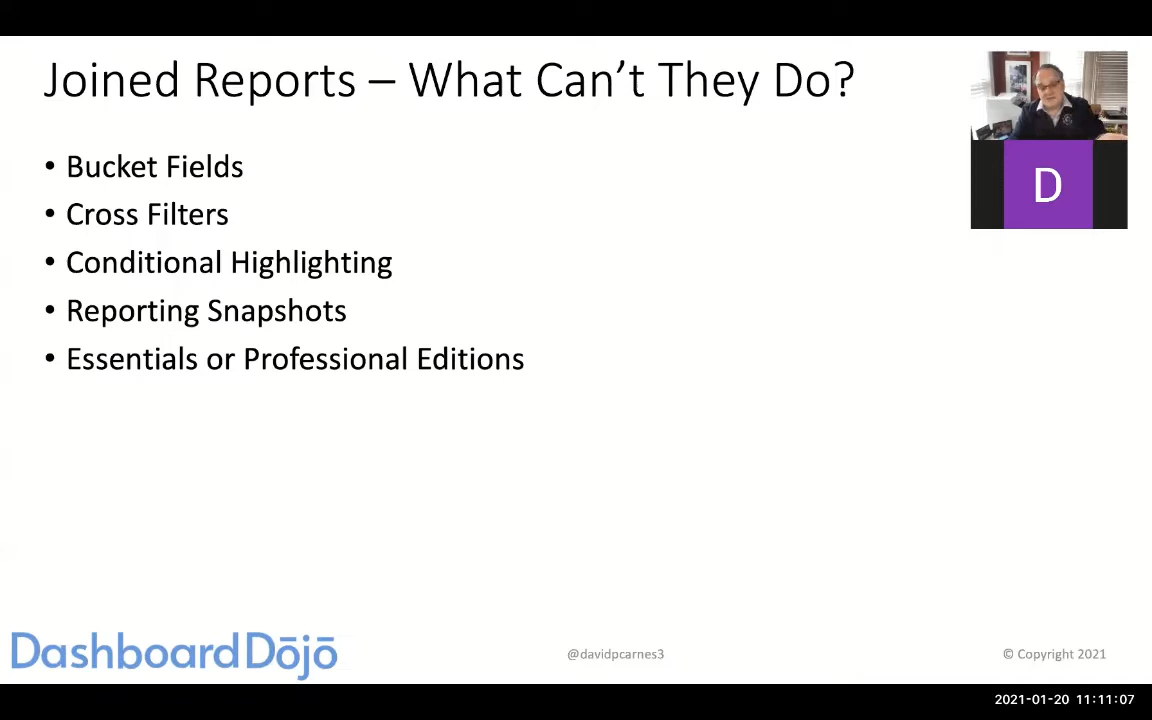 Joined Reports – What Can’t They Do?
• Bucket Fields
• Cross Filters
• Conditional Highlighting
• Reporting Snapshots
• Essentials or Professional Editions
D
DashboardDōjō
@davidpcarnes3
© Copyright 2021
2021-01-20 11:11:07